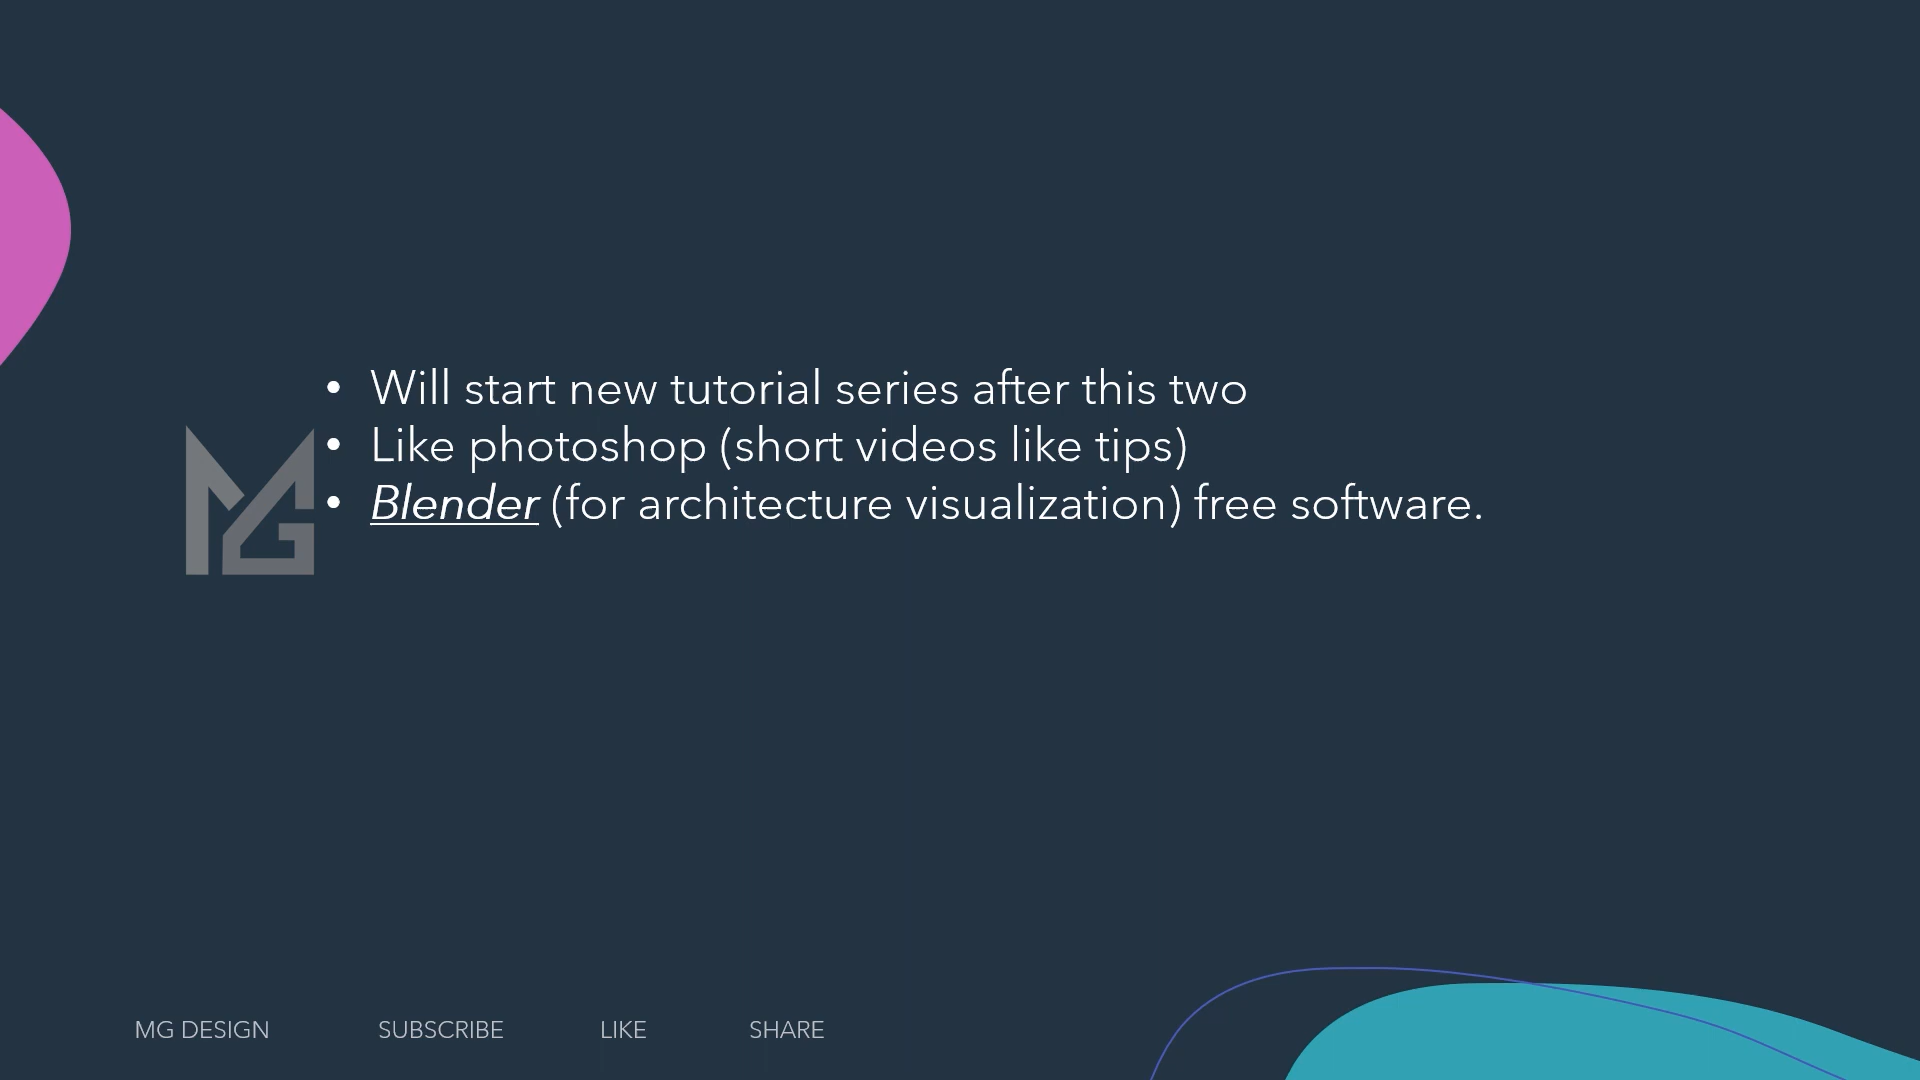 • Will start new tutorial series after this two
• Like photoshop (short videos like tips)
• Blender (for architecture visualization) free software.
MG
MG DESIGN SUBSCRIBE LIKE SHARE